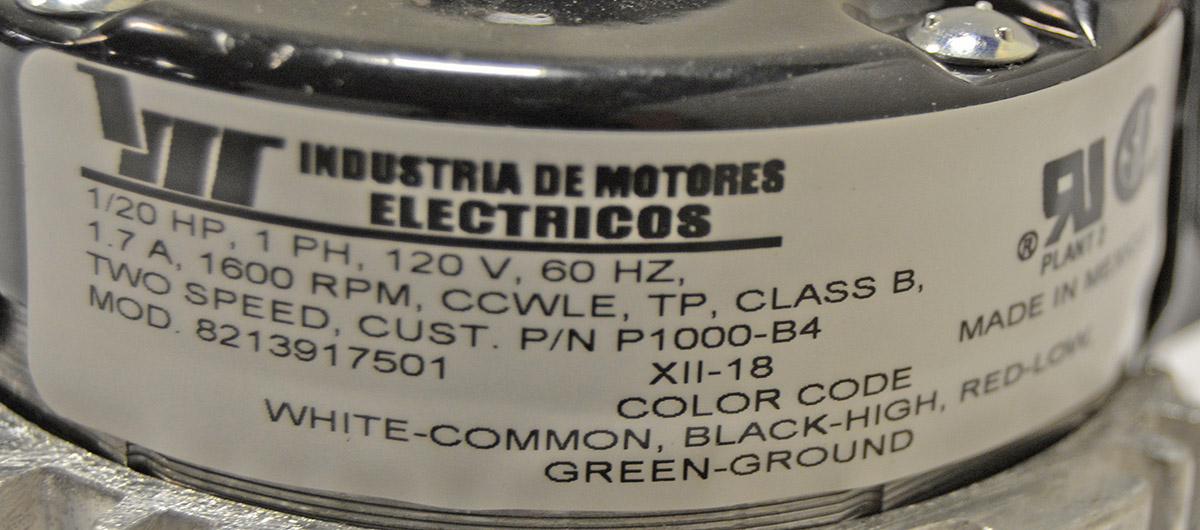 INDUSTRIA DE MOTORES
ELECTRICOS
1/20 HP, 1 PH, 120 V, 60 HZ,
1.7 A, 1600 RPM, CCWLE, TP, CLASS B,
TWO SPEED, CUST. P/N P1000-B4
MOD. 8213917501 XII-18
COLOR CODE
WHITE-COMMON, BLACK-HIGH, RED-LOW,
GREEN-GROUND
®
PLANT 2
MADE IN